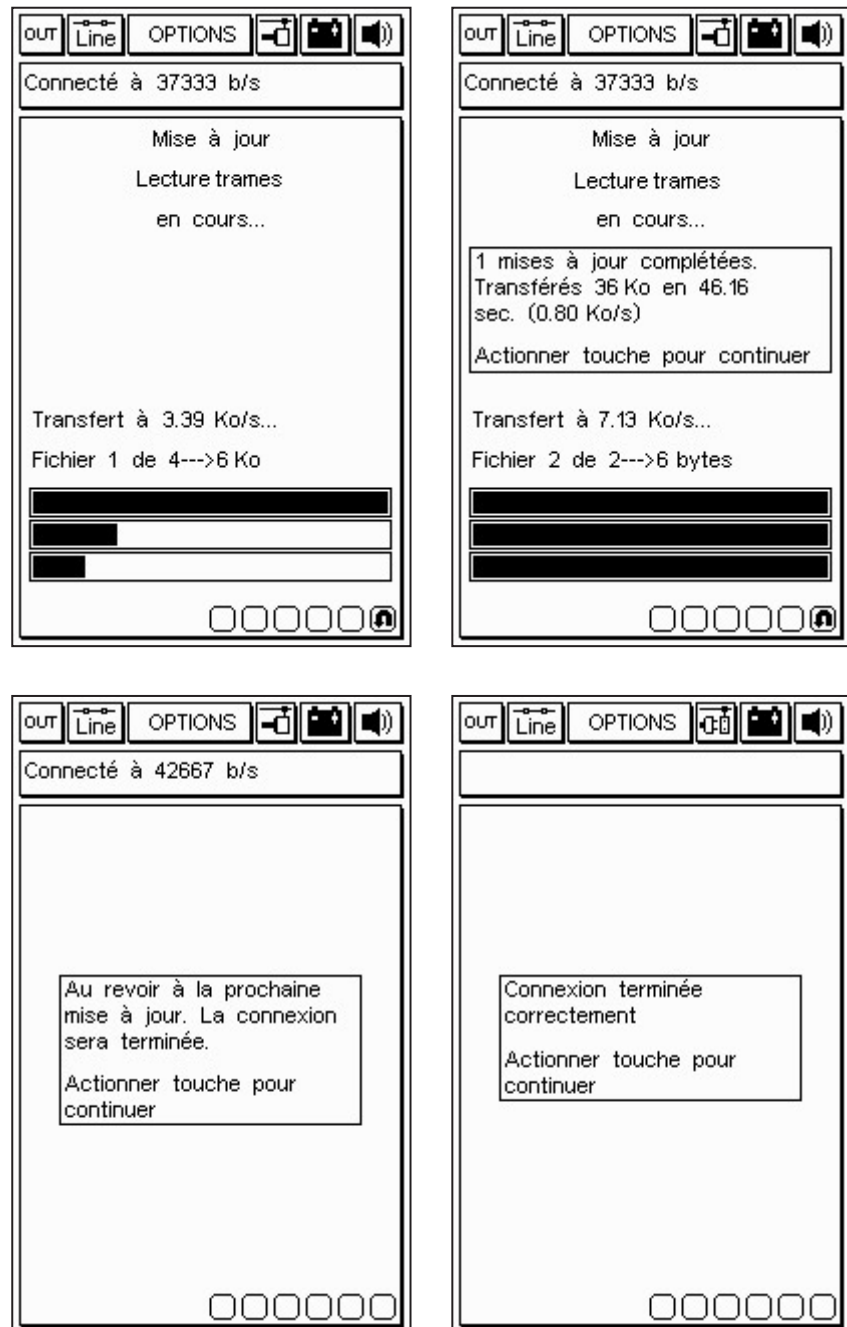 OUT Line OPTIONS
Connecté à 37333 b/s
Mise à jour
Lecture trames
en cours...
Transfert à 3.39 Ko/s...
Fichier 1 de 4--->6 Ko
OUT Line OPTIONS
Connecté à 37333 b/s
Mise à jour
Lecture trames
en cours...
1 mises à jour complétées.
Transférés 36 Ko en 46.16
sec. (0.80 Ko/s)
Actionner touche pour continuer
Transfert à 7.13 Ko/s...
Fichier 2 de 2--->6 bytes
OUT Line OPTIONS
Connecté à 42667 b/s
Au revoir à la prochaine
mise à jour. La connexion
sera terminée.
Actionner touche pour
continuer
OUT Line OPTIONS
Connexion terminée
correctement
Actionner touche pour
continuer